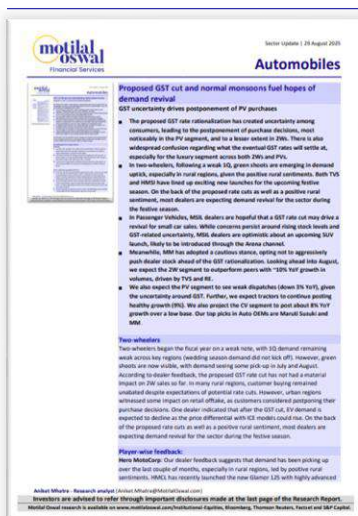 motilal
oswal
Financial Services
Sector Update | 25 August 2025
Automobiles
Proposed GST cut and normal monsoons fuel hopes of
demand revival
GST uncertainty drives postponement of PV purchases
The proposed GST rate rationalization has created uncertainty among
consumers, leading to the postponement of purchase decisions, most
noticeably in the PV segment, and to a lesser extent in 2Ws. There is also
widespread confusion regarding what the eventual GST rates will settle at,
especially for the luxury segment across both 2Ws and PVs.
In two-wheelers, following a weak 1Q, green shoots are emerging in demand
uptick, especially in rural regions, given the positive rural sentiments. Both TVS
and HMSI have lined up exciting new launches for the upcoming festive
season. On the back of the proposed rate cuts as well as a positive rural
sentiment, most dealers are expecting demand revival for the sector during
the festive season.
In Passenger Vehicles, MSIL dealers are hopeful that a GST rate cut may drive a
revival for small car sales. While concerns persist around rising stock levels and
GST-related uncertainty, MSIL dealers are optimistic about an upcoming SUV
launch, likely to be introduced through the Arena channel.
Meanwhile, MM has adopted a cautious stance, opting not to aggressively
push dealer stock ahead of the GST rationalization. Looking ahead into August,
we expect the 2W segment to outperform peers with ~10% YoY growth in
volumes, driven by TVS and RE.
We also expect the PV segment to see weak dispatches (down 3% YoY), given
the uncertainty around GST. Further, we expect tractors to continue posting
healthy growth (9%). We also expect the CV segment to post about 8% YoY
growth over a low base. Our top picks in Auto OEMs are Maruti Suzuki and
MM.
Two-wheelers
Two-wheelers began the fiscal year on a weak note, with 1Q demand remaining
weak across key regions (wedding season demand did not kick off). However, green
shoots are now visible, with demand seeing some pick-up in July and August.
According to dealer feedback, the proposed GST rate cut has not had a material
impact on 2W sales so far. In many rural regions, customer buying remained
unabated despite expectations of potential rate cuts. However, urban regions
witnessed some impact on retail offtake, as customers considered postponing their
purchase decisions. One dealer indicated that after the GST cut, EV demand is
expected to decline as the price differential with ICE models could rise. On the back
of the proposed rate cuts as well as a positive rural sentiment, most dealers are
expecting demand revival for the sector during the festive season.
Player-wise feedback:
Hero MotoCorp: Our dealer feedback suggests that demand has been picking up
over the last couple of months, especially in rural regions, led by positive rural
sentiments. HMCL has recently launched the new Glamor 125 with highly advanced
Aniket Mhatre - Research analyst (Aniket.Mhatre@MotilalOswal.com)
Investors are advised to refer through important disclosures made at the last page of the Research Report.
Motilal Oswal research is available on www.motilaloswal.com/Institutional-Equities, Bloomberg, Thomson Reuters, Factset and S&P Capital.